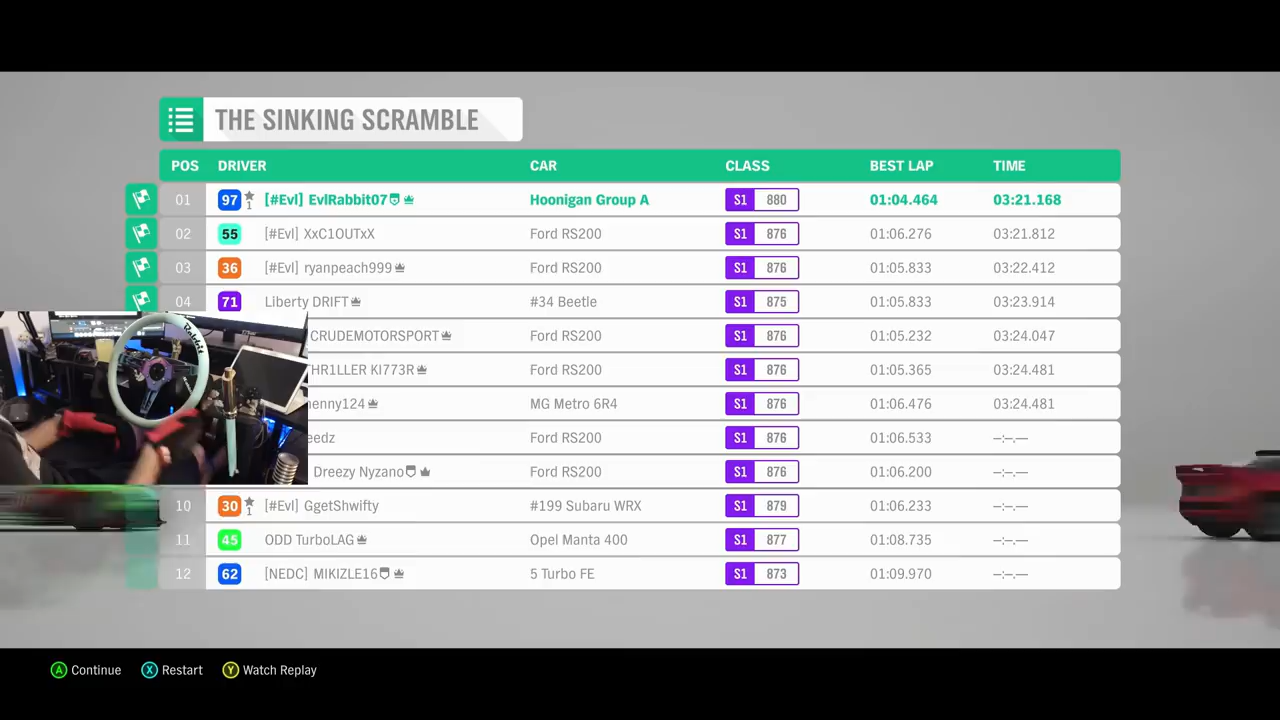 THE SINKING SCRAMBLE
POS DRIVER CAR CLASS BEST LAP TIME
01 97 1 [#Evl] EvlRabbit07 Hoonigan Group A S1 880 01:04.464 03:21.168
02 55 [#Evl] XxC1OUTxX Ford RS200 S1 876 01:06.276 03:21.812
03 36 [#Evl] ryanpeach999 Ford RS200 S1 876 01:05.833 03:22.412
04 71 Liberty DRIFT #34 Beetle S1 875 01:05.833 03:23.914
CRUDEMOTORSPORT Ford RS200 S1 876 01:05.232 03:24.047
HR1LLER KI773R Ford RS200 S1 876 01:05.365 03:24.481
enny124 MG Metro 6R4 S1 876 01:06.476 03:24.481
eedz Ford RS200 S1 876 01:06.533 --:--.---
Dreezy Nyzano Ford RS200 S1 876 01:06.200 --:--.---
10 30 1 [#Evl] GgetShwifty #199 Subaru WRX S1 879 01:06.233 --:--.---
11 45 ODD TurboLAG Opel Manta 400 S1 877 01:08.735 --:--.---
12 62 [NEDC] MIKIZLE16 5 Turbo FE S1 873 01:09.970 --:--.---
Rabbit
A Continue X Restart Y Watch Replay